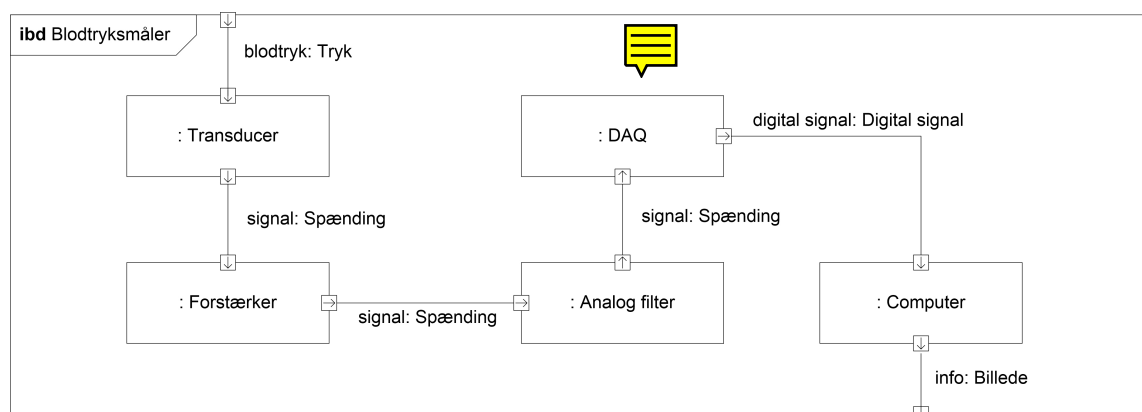 ibd Blodtryksmåler
blodtryk: Tryk
: Transducer
signal: Spænding
: Forstærker
signal: Spænding
: Analog filter
signal: Spænding
: DAQ
digital signal: Digital signal
: Computer
info: Billede